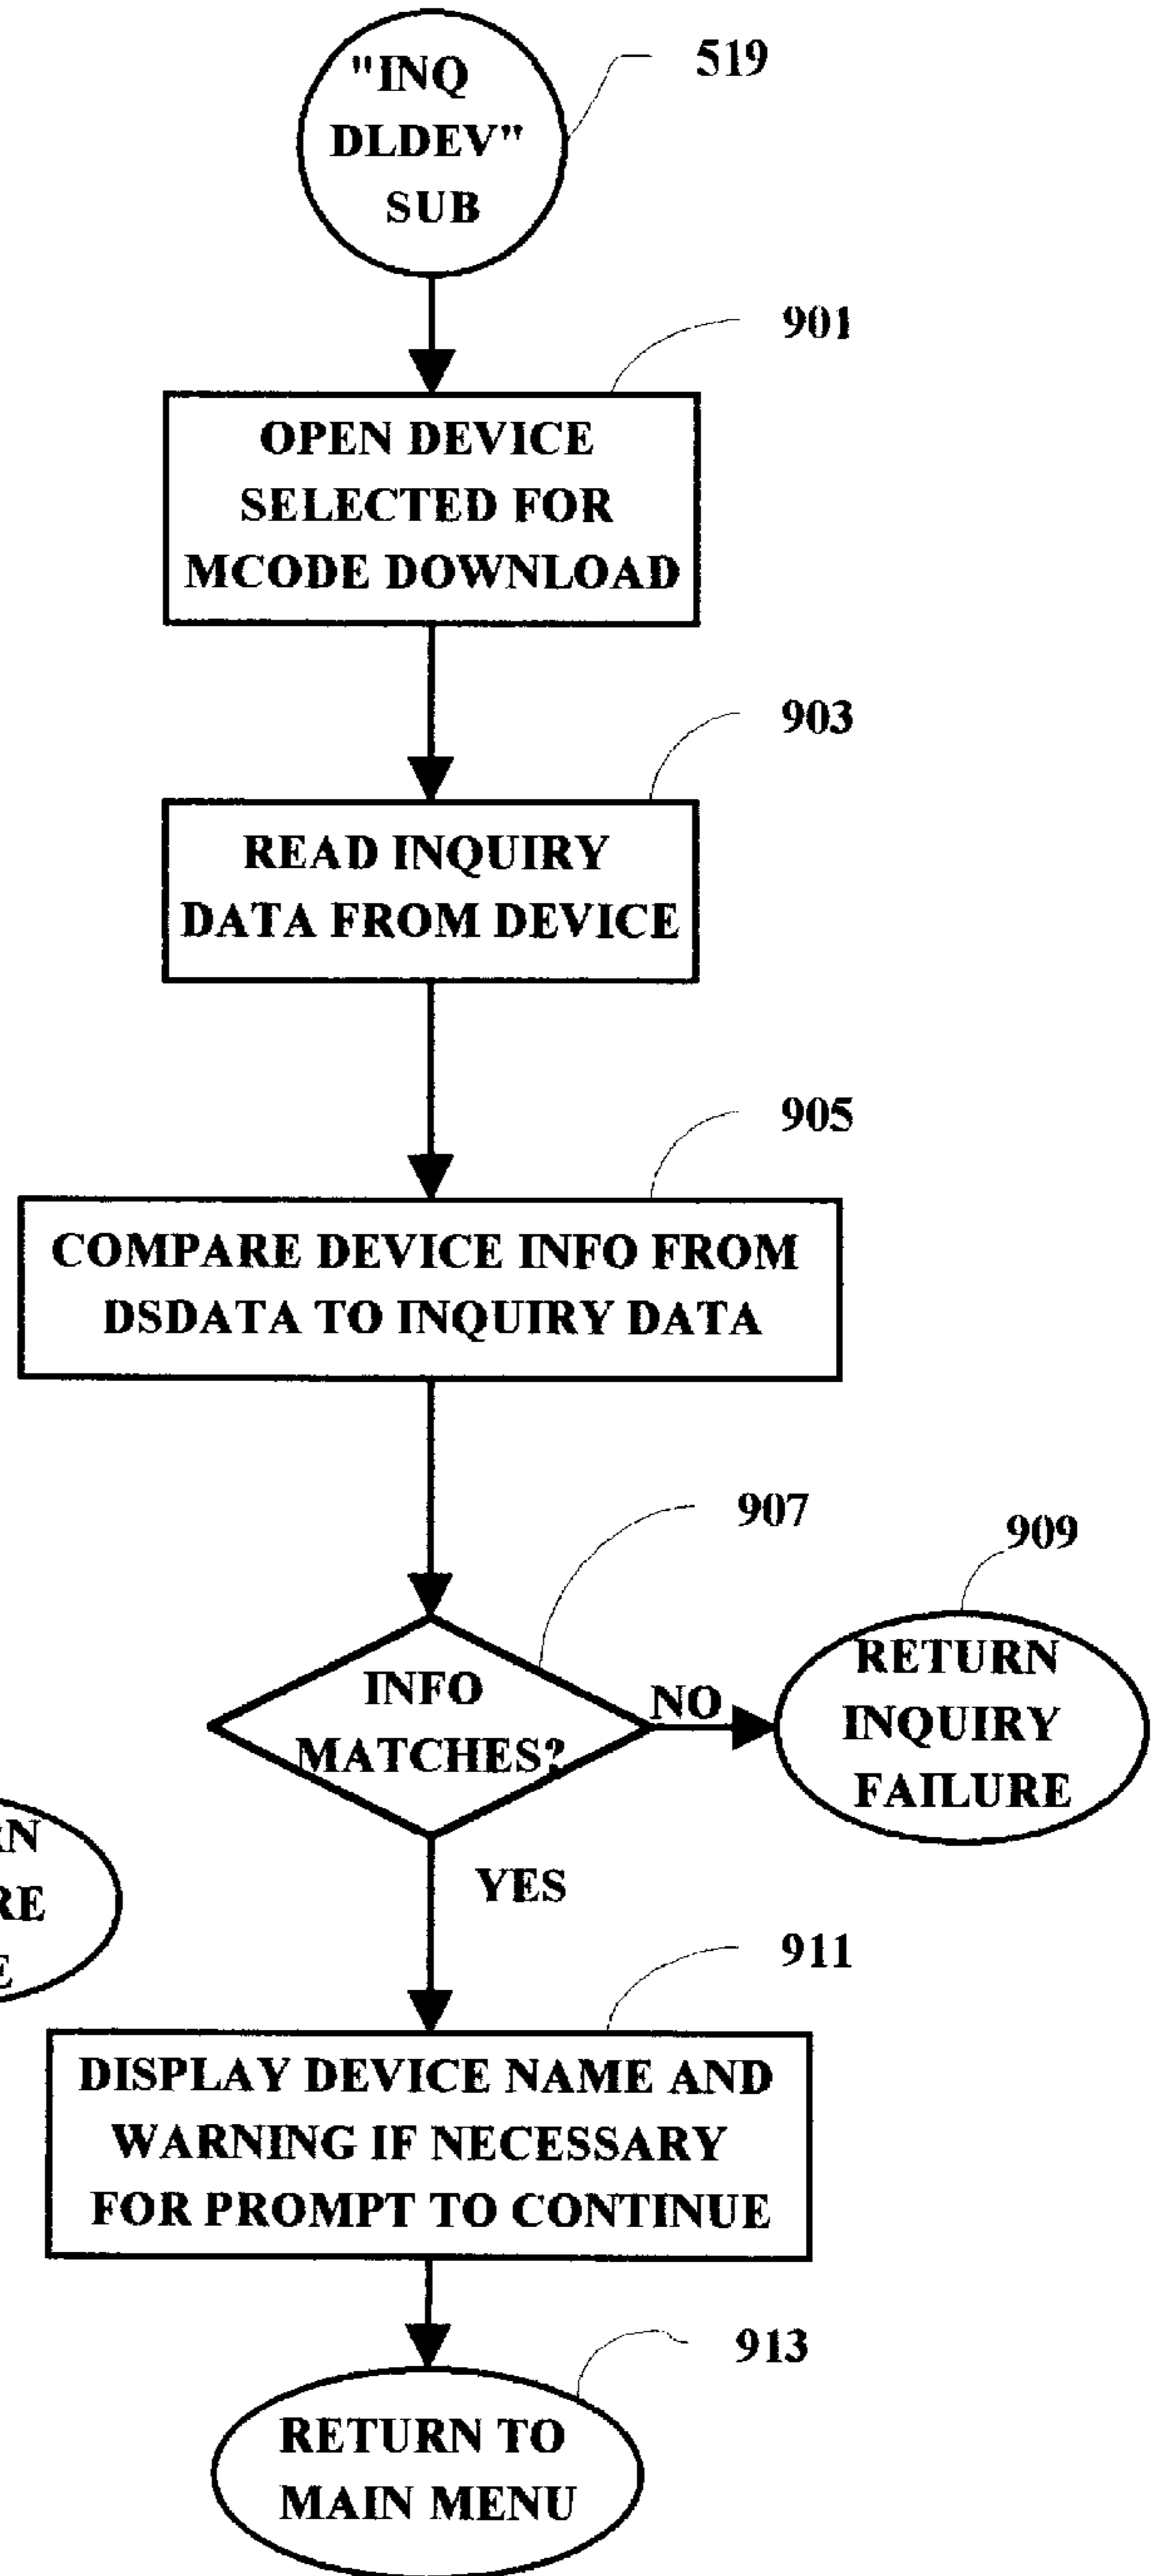 "INQ
DLDEV"
SUB
519
901
OPEN DEVICE
SELECTED FOR
MCODE DOWNLOAD
903
READ INQUIRY
DATA FROM DEVICE
905
COMPARE DEVICE INFO FROM
DSDATA TO INQUIRY DATA
907
INFO
MATCHES?
NO
909
RETURN
INQUIRY
FAILURE
YES
911
DISPLAY DEVICE NAME AND
WARNING IF NECESSARY
FOR PROMPT TO CONTINUE
913
RETURN TO
MAIN MENU